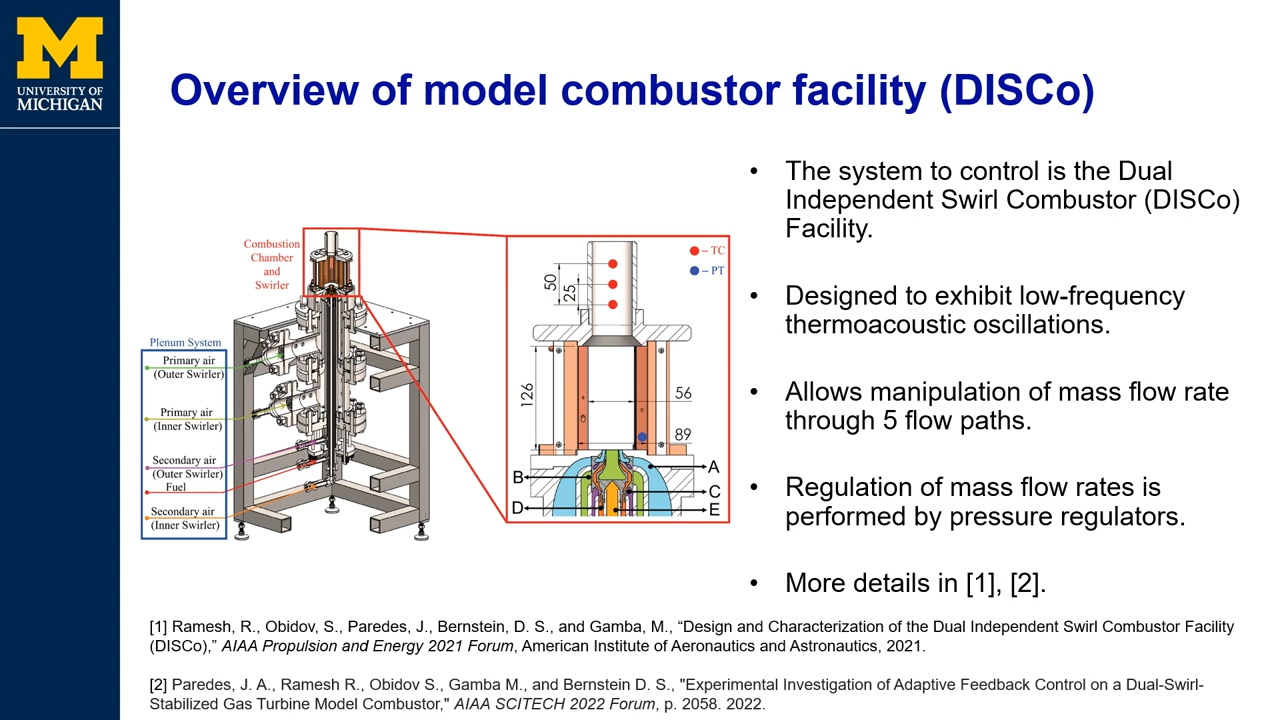 UNIVERSITY OF
MICHIGAN
Overview of model combustor facility (DISCo)
Combustion
Chamber
and
Swirler
Plenum System
Primary air
(Outer Swirler)
Primary air
(Inner Swirler)
Secondary air
(Outer Swirler)
Fuel
Secondary air
(Inner Swirler)
– TC
– PT
50
25
126
56
89
A
B
C
D
E
• The system to control is the Dual
Independent Swirl Combustor (DISCo)
Facility.
• Designed to exhibit low-frequency
thermoacoustic oscillations.
• Allows manipulation of mass flow rate
through 5 flow paths.
• Regulation of mass flow rates is
performed by pressure regulators.
• More details in [1], [2].
[1] Ramesh, R., Obidov, S., Paredes, J., Bernstein, D. S., and Gamba, M., “Design and Characterization of the Dual Independent Swirl Combustor Facility
(DISCo),” AIAA Propulsion and Energy 2021 Forum, American Institute of Aeronautics and Astronautics, 2021.
[2] Paredes, J. A., Ramesh R., Obidov S., Gamba M., and Bernstein D. S., "Experimental Investigation of Adaptive Feedback Control on a Dual-Swirl-
Stabilized Gas Turbine Model Combustor," AIAA SCITECH 2022 Forum, p. 2058. 2022.